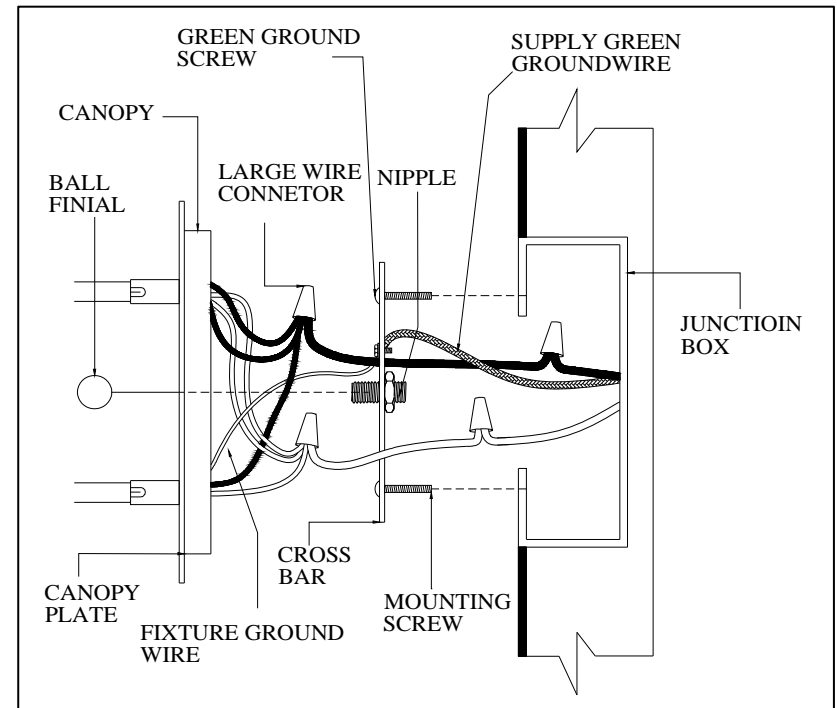 GREEN GROUND
SCREW
SUPPLY GREEN
GROUNDWIRE
CANOPY
BALL
FINIAL
LARGE WIRE
CONNETOR
NIPPLE
JUNCTIOIN
BOX
CANOPY
PLATE
FIXTURE GROUND
WIRE
CROSS
BAR
MOUNTING
SCREW